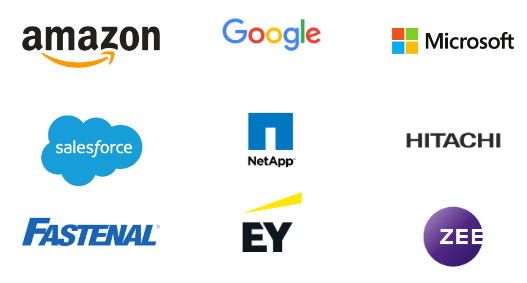 amazon
Google
Microsoft
salesforce
NetApp
HITACHI
FASTENAL®
EY
ZEE